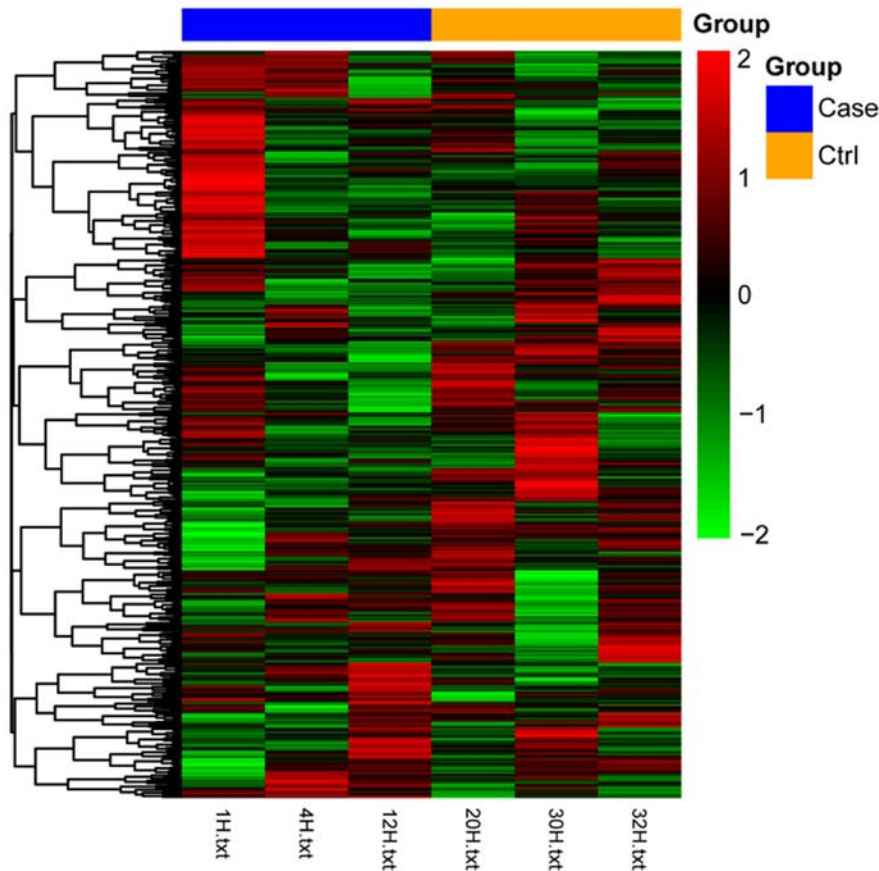 Group
2
1
0
−1
−2
Group
Case
Ctrl
1H.txt
4H.txt
12H.txt
20H.txt
30H.txt
32H.txt